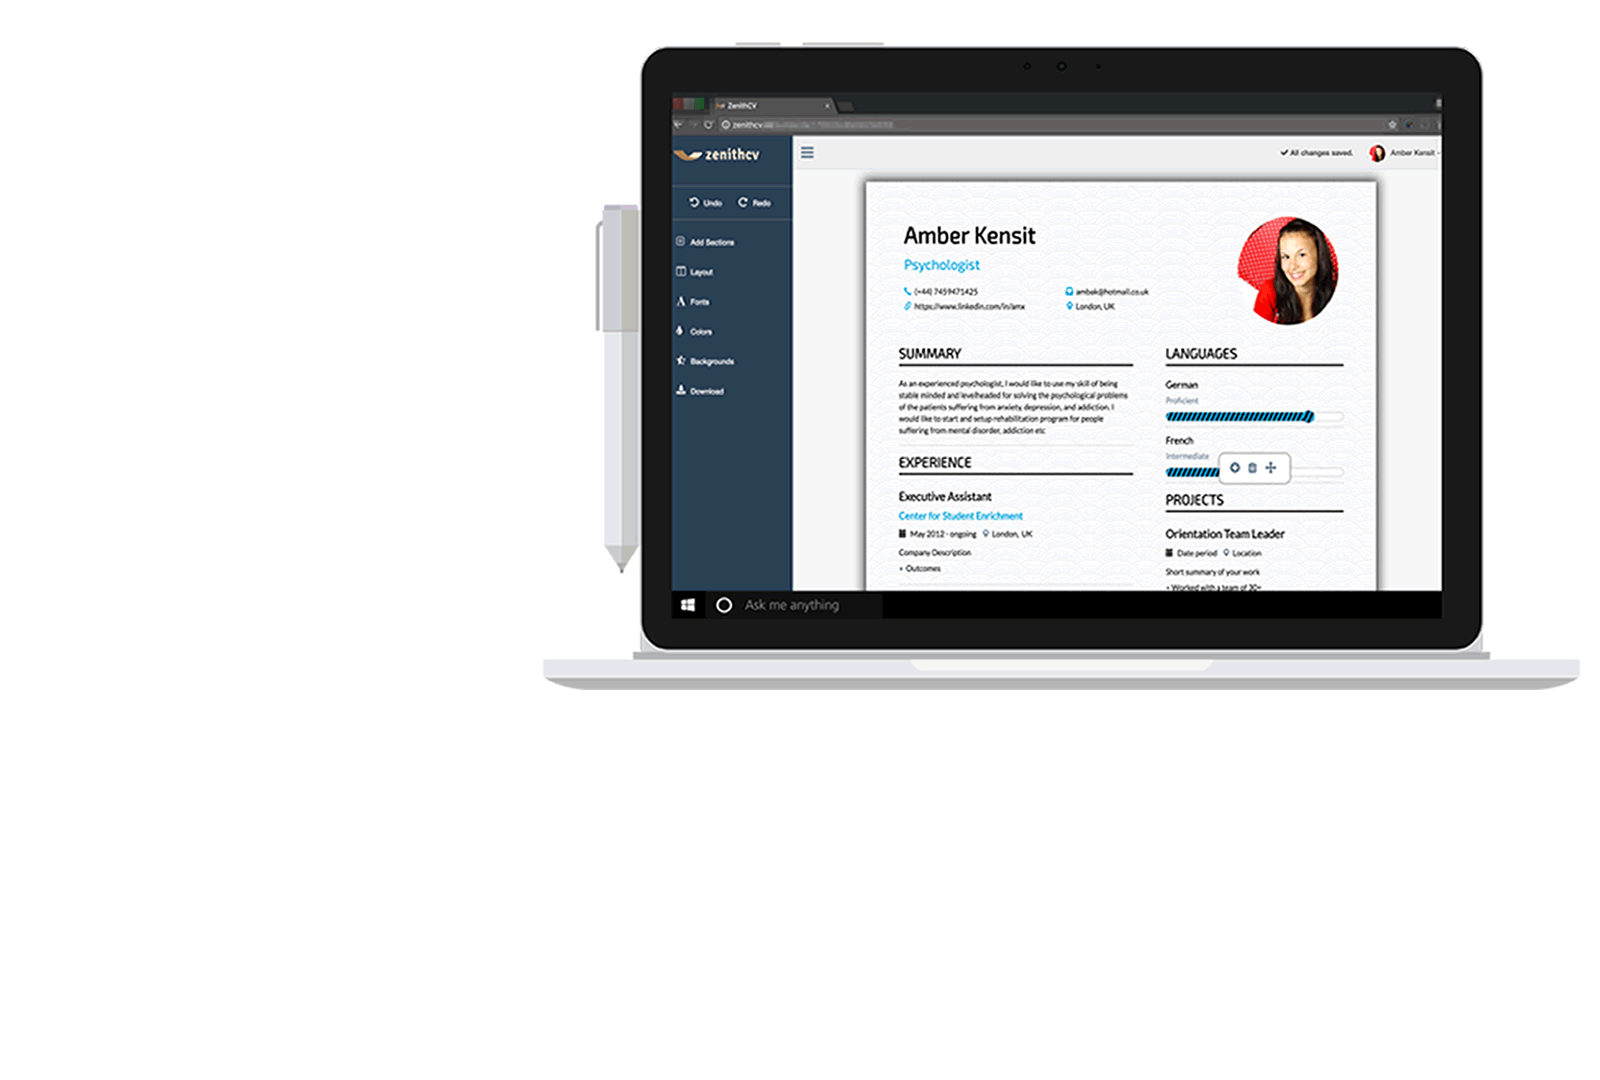 ZenithCV
zenithcv
zenithcv
All changes saved.
Amber Kensit
Undo
Redo
Add Sections
Layout
Fonts
Colors
Backgrounds
Download
Amber Kensit
Psychologist
(+44) 7459471425
ambak@hotmail.co.uk
https://www.linkedin.com/in/amx
London, UK
SUMMARY
As an experienced psychologist, I would like to use my skill of being
stable minded and levelheaded for solving the psychological problems
of the patients suffering from anxiety, depression, and addiction. I
would like to start and setup rehabilitation program for people
suffering from mental disorder, addiction etc
EXPERIENCE
Executive Assistant
Center for Student Enrichment
May 2012 - ongoing London, UK
Company Description
• Outcomes
LANGUAGES
German
Proficient
French
Intermediate
PROJECTS
Orientation Team Leader
Date period Location
Short summary of your work
• Worked with a team of 20+
Ask me anything